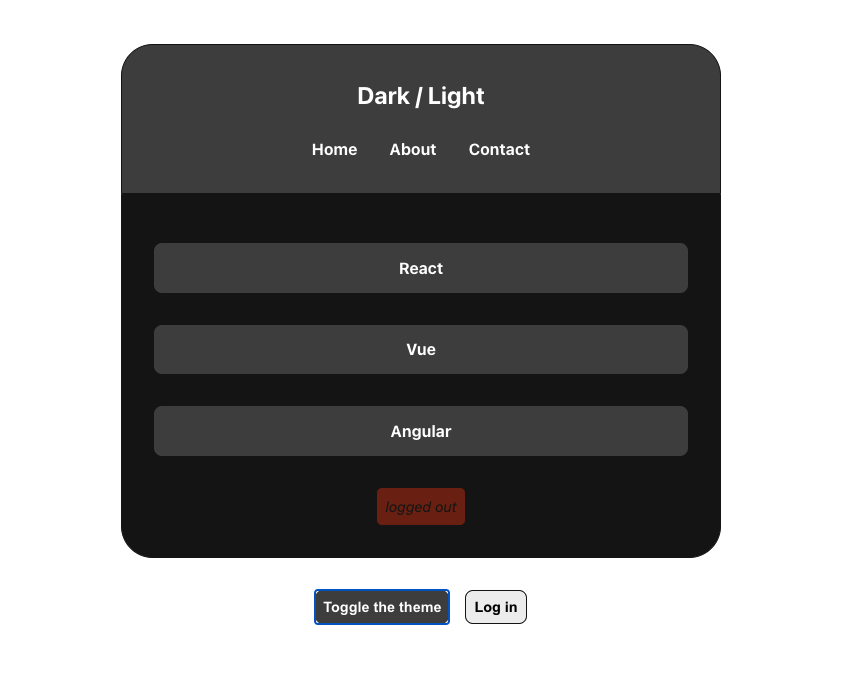 Dark / Light
Home About Contact
React
Vue
Angular
logged out
Toggle the theme Log in